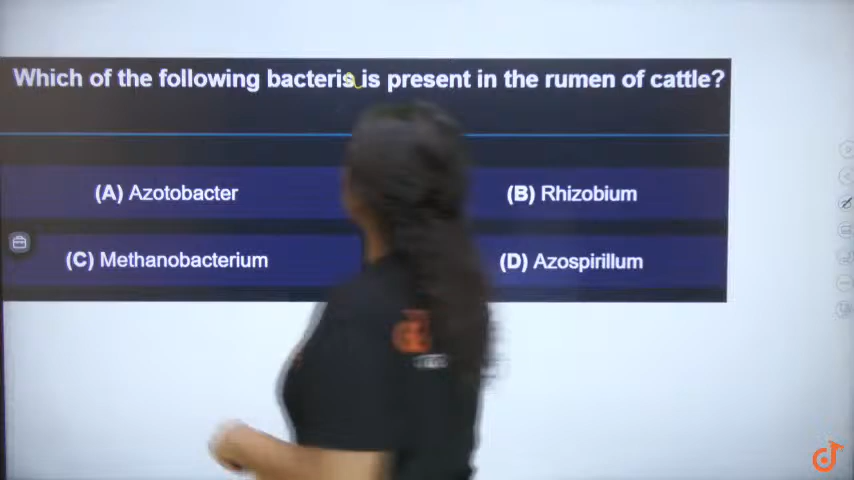 Which of the following bacteris is present in the rumen of cattle?
(A) Azotobacter
(B) Rhizobium
(C) Methanobacterium
(D) Azospirillum